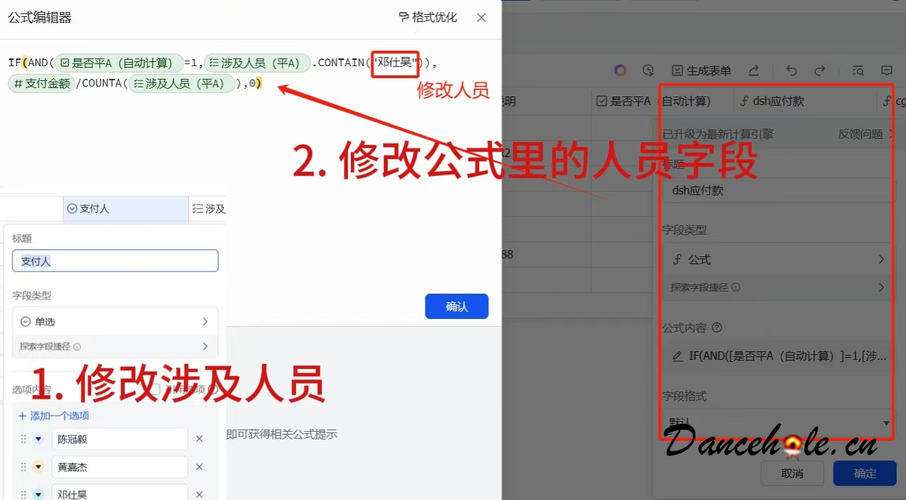 公式编辑器
格式优化
IF(AND(是否平A（自动计算）=1,涉及人员（平A）.CONTAIN("邓仕昊")),
支付金额/COUNTA(涉及人员（平A）),0)
修改人员
2. 修改公式里的人员字段
支付人
涉及
标题
支付人
字段类型
单选
探索字段捷径
1. 修改涉及人员
选项内容
添加一个选项
陈冠毅
黄嘉杰
邓仕昊
确认
即可获得相关公式提示
生成表单
明
是否平A
自动计算)
dsh应付款
cg
88
已升级为最新计算引擎
反馈问题
标题
dsh应付款
字段类型
公式
探索字段捷径
公式内容
IF(AND([是否平A（自动计算）]=1,[涉...
字段格式
默认
Dancehole.cn
取消
确定